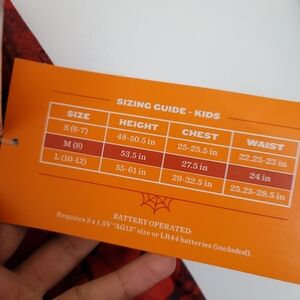 SIZING GUIDE - KIDS
SIZE HEIGHT CHEST WAIST
S (6-7) 48-50.5 in 25-25.5 in 22.25-23 in
M (8) 53.5 in 27.5 in 24 in
L (10-12) 55-61 in 29-32.5 in 25.25-28.5 in
BATTERY OPERATED:
Requires 3 x 1.5V "AG13" size or LR44 batteries (included).